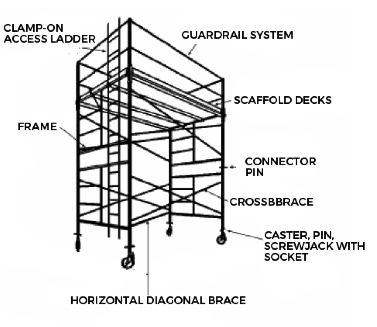 CLAMP-ON
ACCESS LADDER
GUARDRAIL SYSTEM
SCAFFOLD DECKS
FRAME
CONNECTOR
PIN
CROSSBBRACE
CASTER, PIN,
SCREWJACK WITH
SOCKET
HORIZONTAL DIAGONAL BRACE